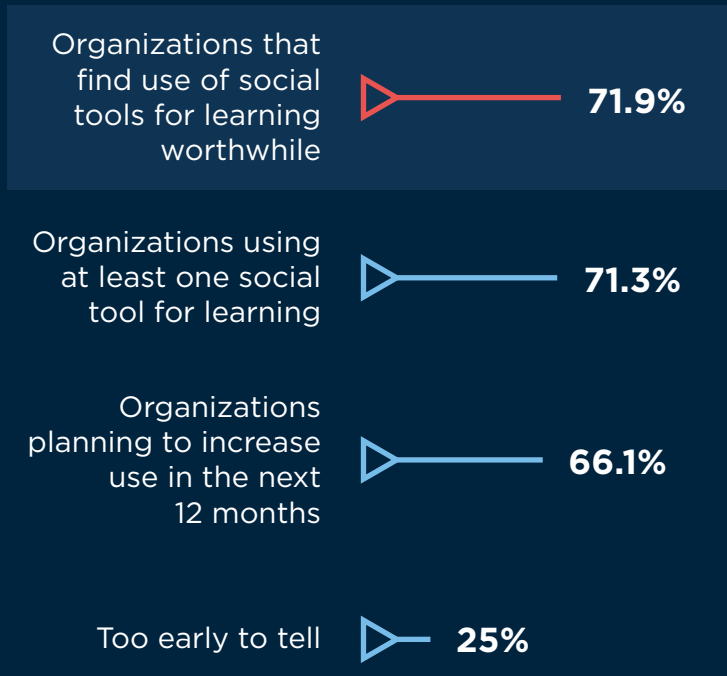 Organizations that
find use of social
tools for learning
worthwhile
71.9%
Organizations using
at least one social
tool for learning
71.3%
Organizations
planning to increase
use in the next
12 months
66.1%
Too early to tell
25%